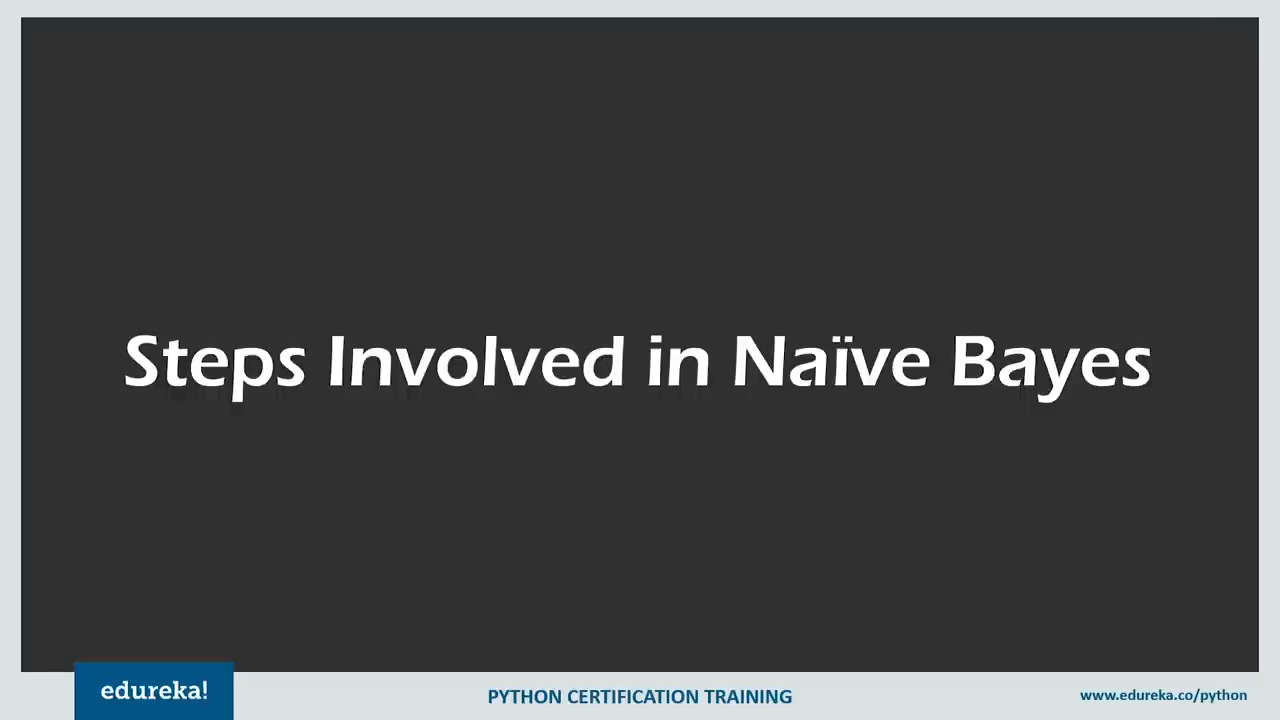 Steps Involved in Naïve Bayes
edureka!
PYTHON CERTIFICATION TRAINING
www.edureka.co/python